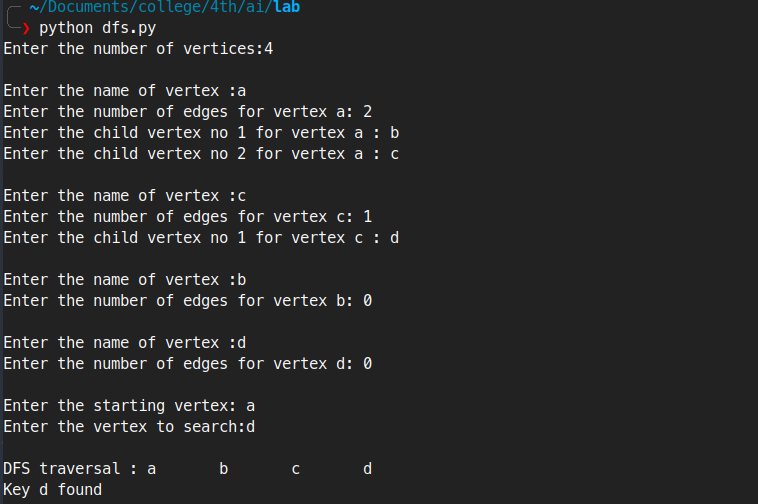 ~/Documents/college/4th/ai/lab
❯ python dfs.py
Enter the number of vertices:4
Enter the name of vertex :a
Enter the number of edges for vertex a: 2
Enter the child vertex no 1 for vertex a : b
Enter the child vertex no 2 for vertex a : c
Enter the name of vertex :c
Enter the number of edges for vertex c: 1
Enter the child vertex no 1 for vertex c : d
Enter the name of vertex :b
Enter the number of edges for vertex b: 0
Enter the name of vertex :d
Enter the number of edges for vertex d: 0
Enter the starting vertex: a
Enter the vertex to search:d
DFS traversal : a       b       c       d
Key d found